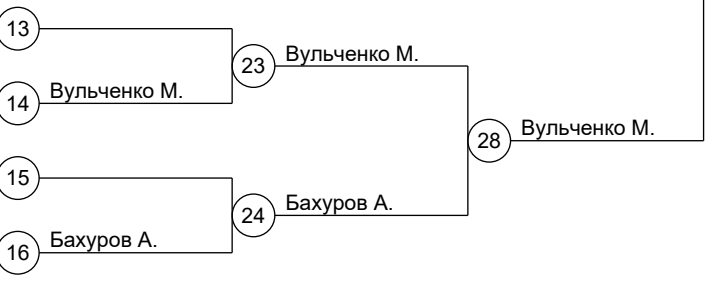 13
23 Вульченко М.
14 Вульченко М.
28 Вульченко М.
15
24 Бахуров А.
16 Бахуров А.